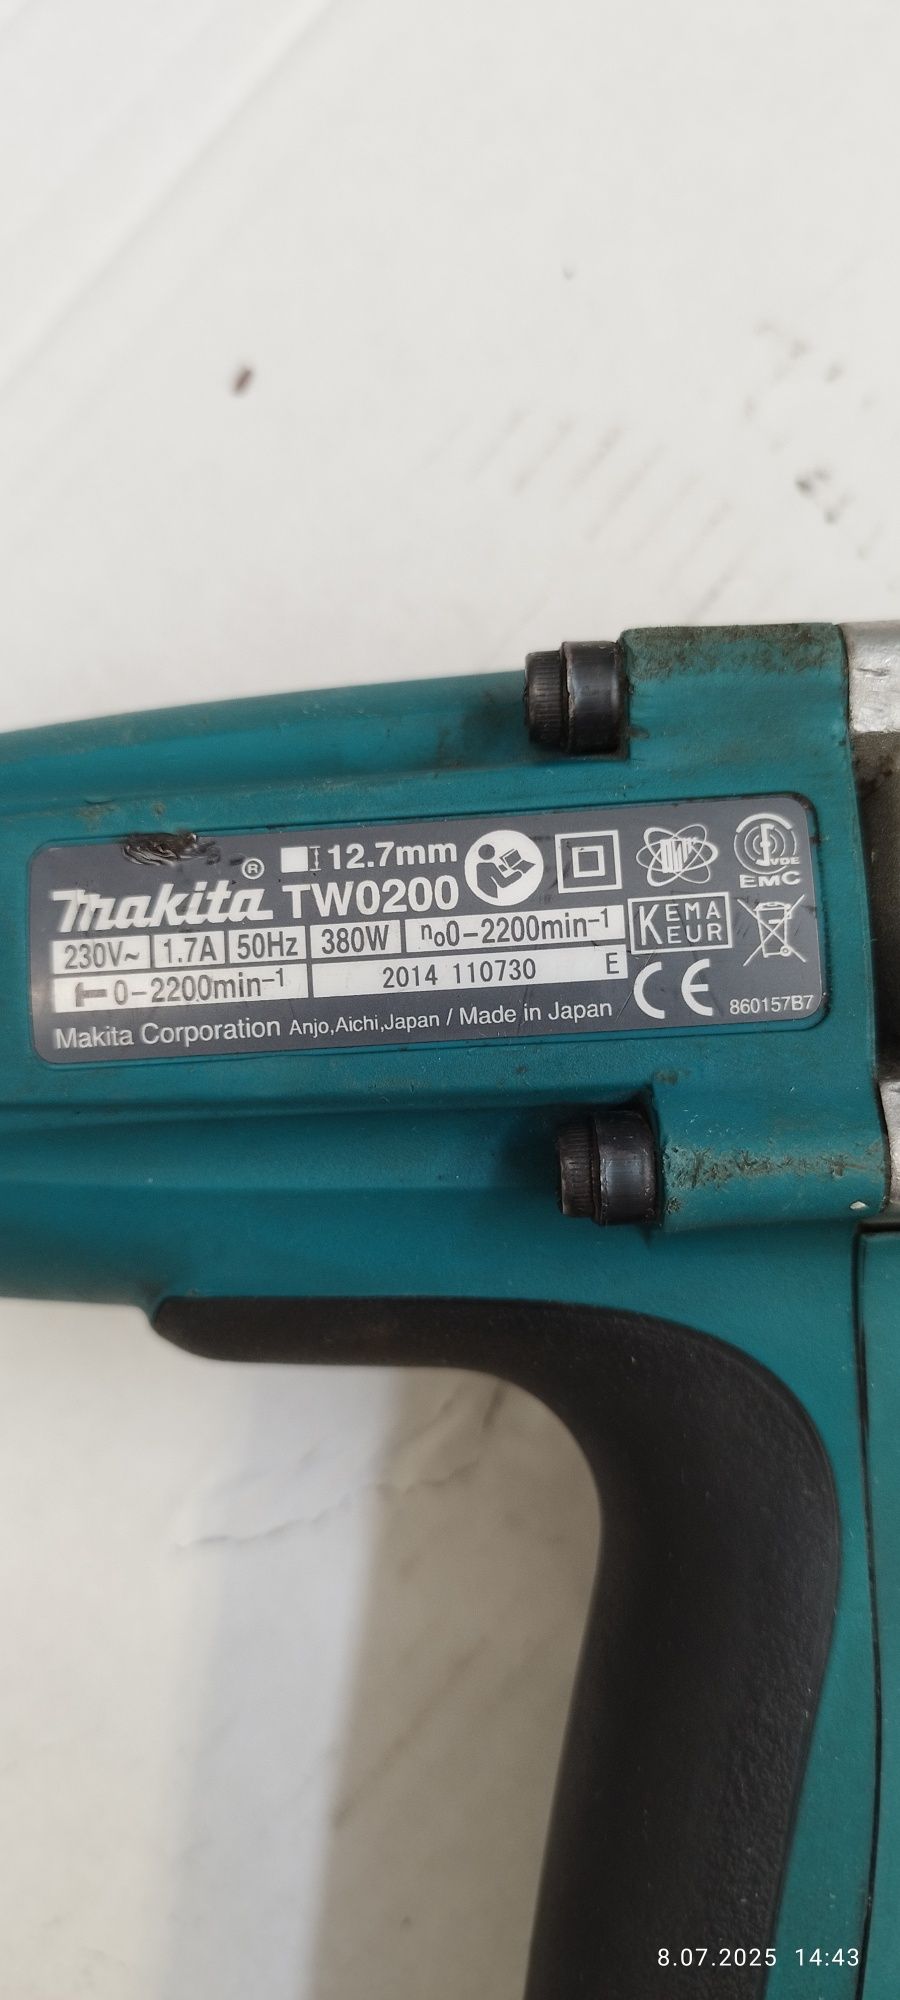 12.7mm
makita® TW0200
230V~ 1.7A 50Hz 380W n₀0-2200min⁻¹
0-2200min⁻¹ 2014 110730 E
Makita Corporation Anjo,Aichi,Japan / Made in Japan
VDE
EMC
KEMA
KEUR
CE
860157B7
8.07.2025 14:43